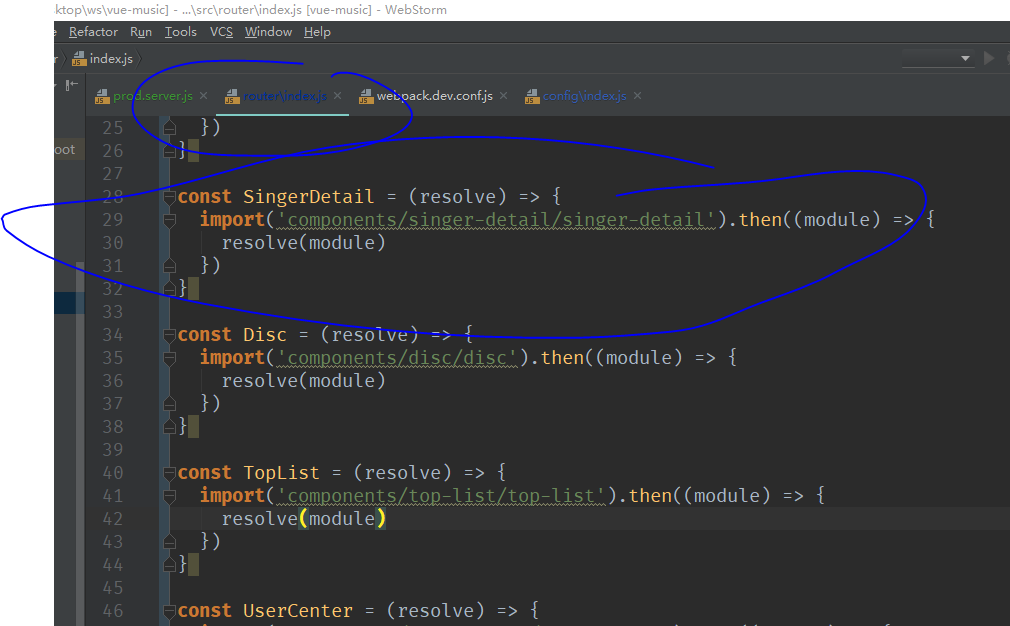 ktop\ws\vue-music] - ...\src\router\index.js [vue-music] - WebStorm
Refactor Run Tools VCS Window Help
index.js
prod.server.js × router\index.js × webpack.dev.conf.js × config\index.js ×
25 })
26 }
27
28 const SingerDetail = (resolve) => {
29 import('components/singer-detail/singer-detail').then((module) => {
30 resolve(module)
31 })
32 }
33
34 const Disc = (resolve) => {
35 import('components/disc/disc').then((module) => {
36 resolve(module)
37 })
38 }
39
40 const TopList = (resolve) => {
41 import('components/top-list/top-list').then((module) => {
42 resolve(module)
43 })
44 }
45
46 const UserCenter = (resolve) => {
oot